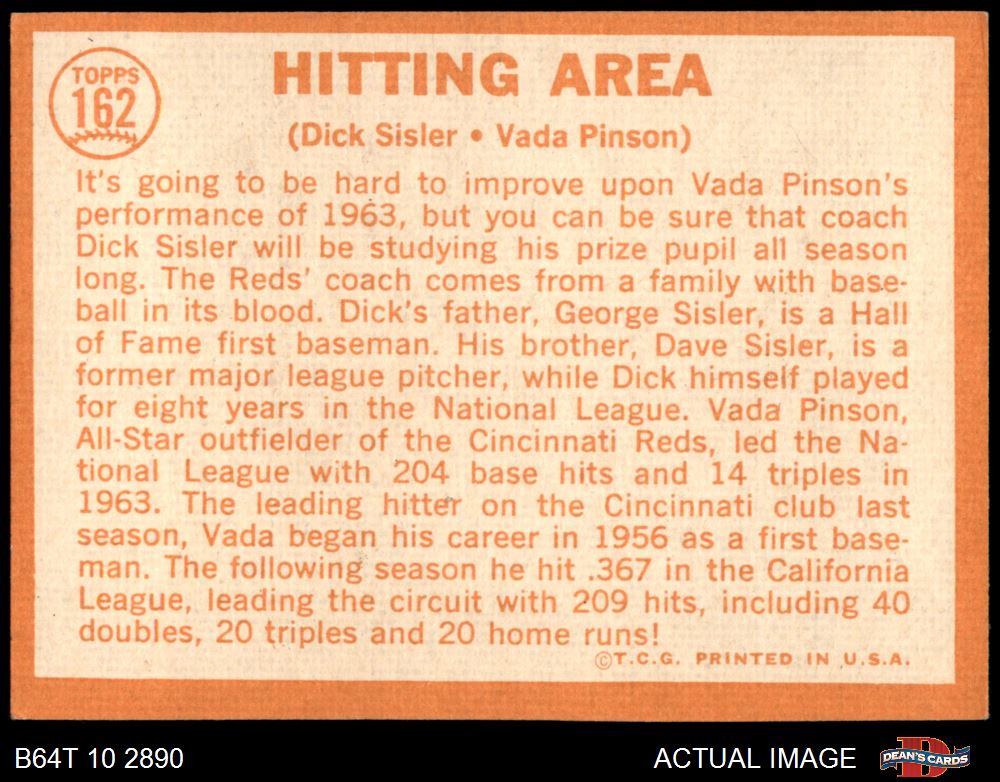 TOPPS
162
HITTING AREA
(Dick Sisler • Vada Pinson)
It's going to be hard to improve upon Vada Pinson's
performance of 1963, but you can be sure that coach
Dick Sisler will be studying his prize pupil all season
long. The Reds' coach comes from a family with base-
ball in its blood. Dick's father, George Sisler, is a Hall
of Fame first baseman. His brother, Dave Sisler, is a
former major league pitcher, while Dick himself played
for eight years in the National League. Vada Pinson,
All-Star outfielder of the Cincinnati Reds, led the Na-
tional League with 204 base hits and 14 triples in
1963. The leading hitter on the Cincinnati club last
season, Vada began his career in 1956 as a first base-
man. The following season he hit .367 in the California
League, leading the circuit with 209 hits, including 40
doubles, 20 triples and 20 home runs!
©T.C.G. PRINTED IN U.S.A.
B64T 10 2890
ACTUAL IMAGE
DEAN'S CARDS